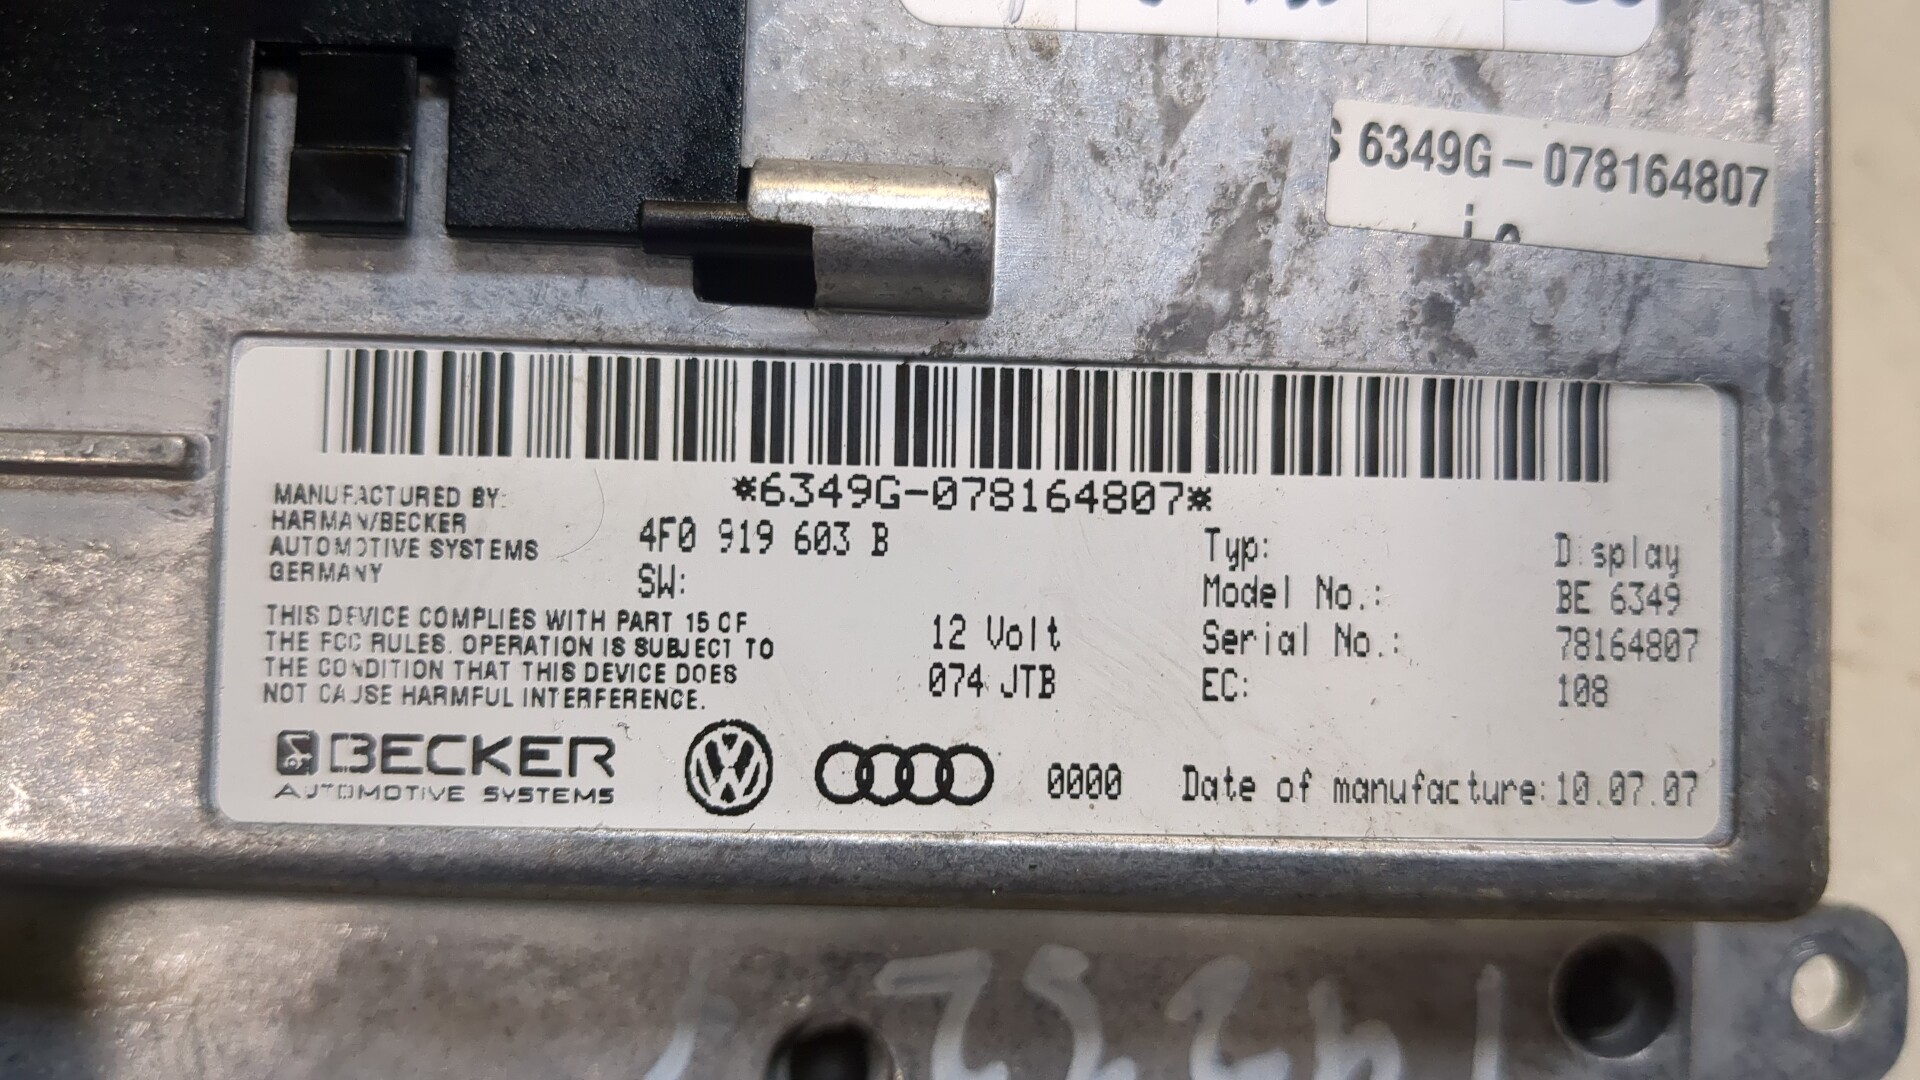 6349G-078164807
*6349G-078164807*
MANUFACTURED BY:
HARMAN/BECKER
AUTOMOTIVE SYSTEMS
GERMANY
4F0 919 603 B
SW:
THIS DEVICE COMPLIES WITH PART 15 OF
THE FCC RULES. OPERATION IS SUBJECT TO
THE CONDITION THAT THIS DEVICE DOES
NOT CAUSE HARMFUL INTERFERENCE.
12 Volt
074 JTB
Typ: Display
Model No.: BE 6349
Serial No.: 78164807
EC: 108
BECKER
AUTOMOTIVE SYSTEMS
0000
Date of manufacture: 10.07.07